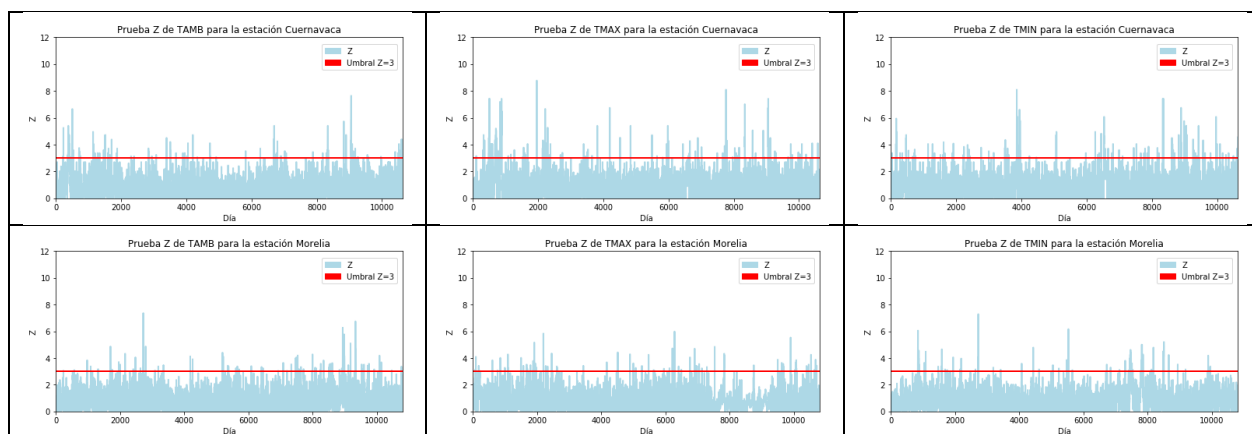 Prueba Z de TAMB para la estación Cuernavaca
12
10
8
6
4
2
0
Z
Z
Umbral Z=3
0 2000 4000 6000 8000 10000
Día
Prueba Z de TMAX para la estación Cuernavaca
12
10
8
6
4
2
0
Z
Z
Umbral Z=3
0 2000 4000 6000 8000 10000
Día
Prueba Z de TMIN para la estación Cuernavaca
12
10
8
6
4
2
0
Z
Z
Umbral Z=3
0 2000 4000 6000 8000 10000
Día
Prueba Z de TAMB para la estación Morelia
12
10
8
6
4
2
0
Z
Z
Umbral Z=3
0 2000 4000 6000 8000 10000
Día
Prueba Z de TMAX para la estación Morelia
12
10
8
6
4
2
0
Z
Z
Umbral Z=3
0 2000 4000 6000 8000 10000
Día
Prueba Z de TMIN para la estación Morelia
12
10
8
6
4
2
0
Z
Z
Umbral Z=3
0 2000 4000 6000 8000 10000
Día